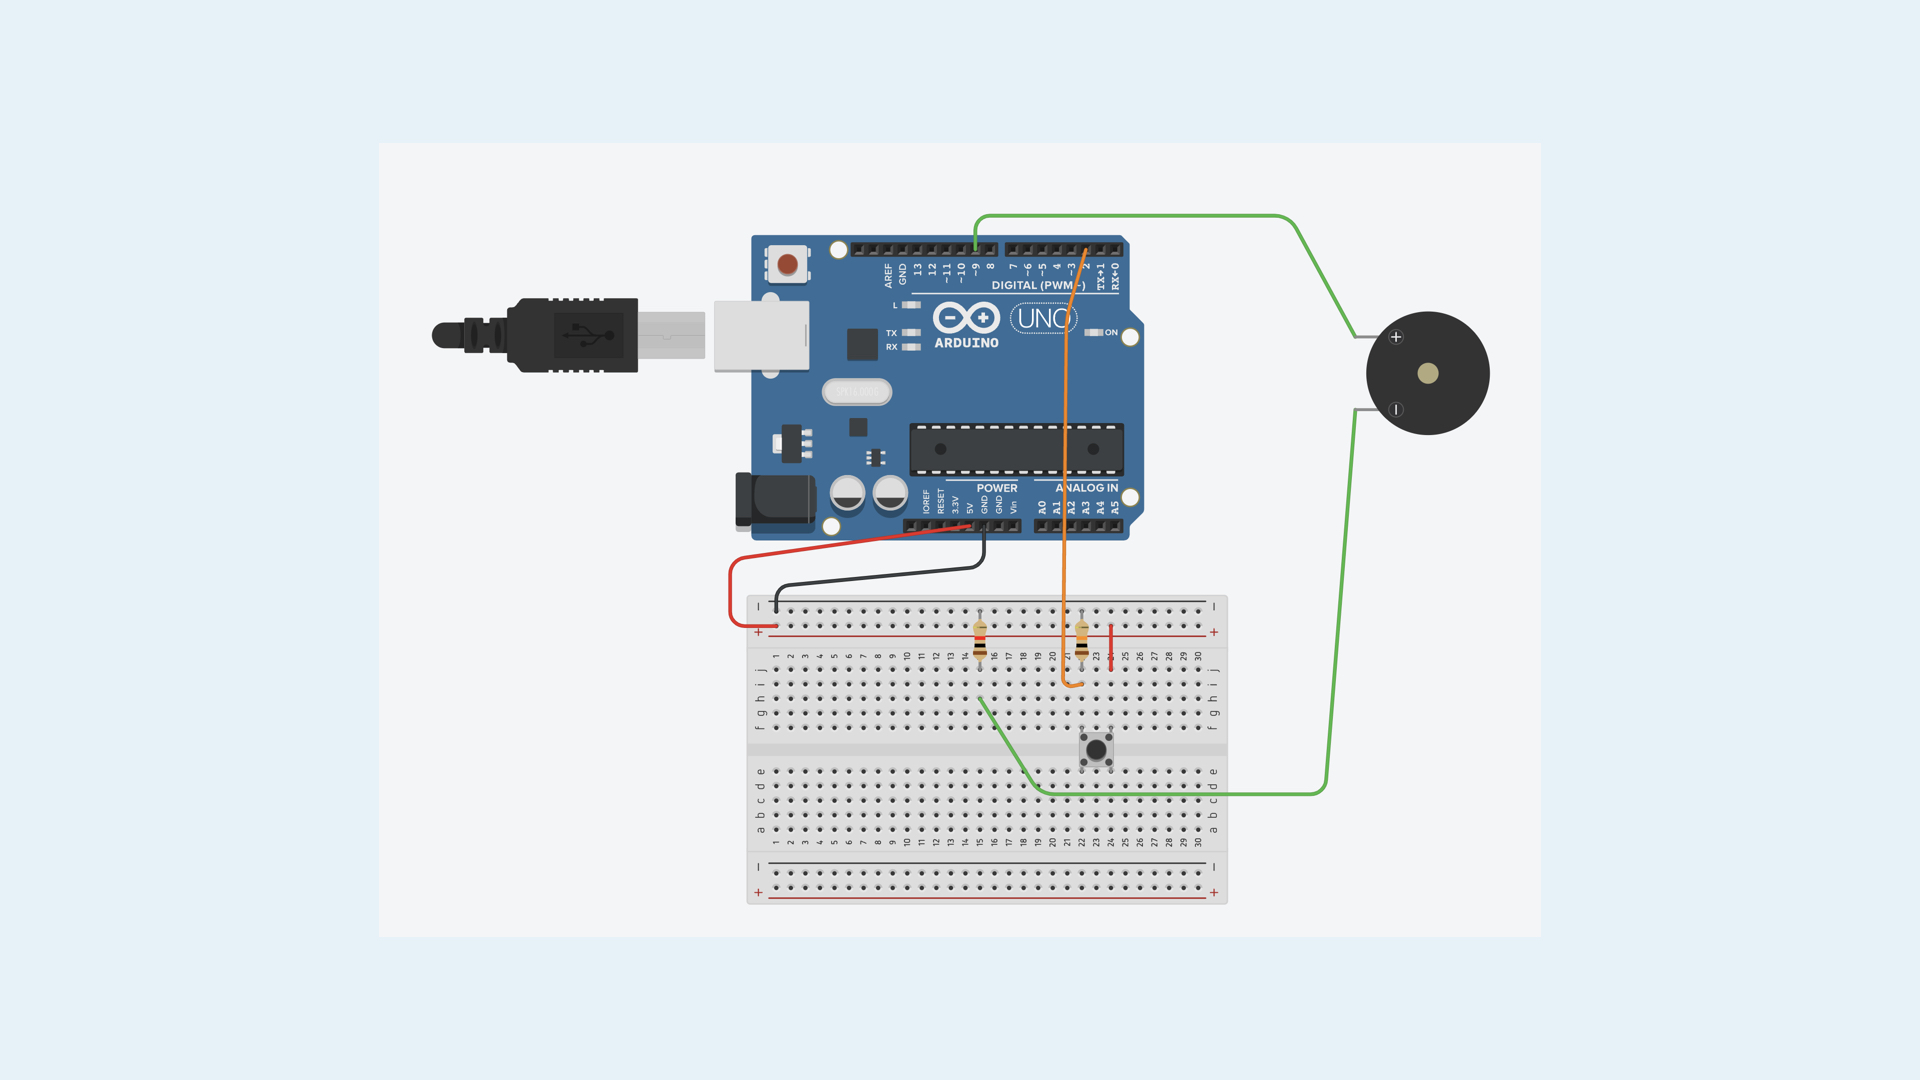 AREF GND 13 12 ~11 ~10 ~9 8 7 ~6 ~5 4 ~3 2 TX→1 RX←0
DIGITAL (PWM~)
L
TX
RX
UNO
ON
ARDUINO
POWER ANALOG IN
IOREF RESET 3.3V 5V GND GND Vin A0 A1 A2 A3 A4 A5
− −
+ +
1 2 3 4 5 6 7 8 9 10 11 12 13 14 15 16 17 18 19 20 21 22 23 24 25 26 27 28 29 30
j j
i i
h h
g g
f f
e e
d d
c c
b b
a a
1 2 3 4 5 6 7 8 9 10 11 12 13 14 15 16 17 18 19 20 21 22 23 24 25 26 27 28 29 30
− −
+ +